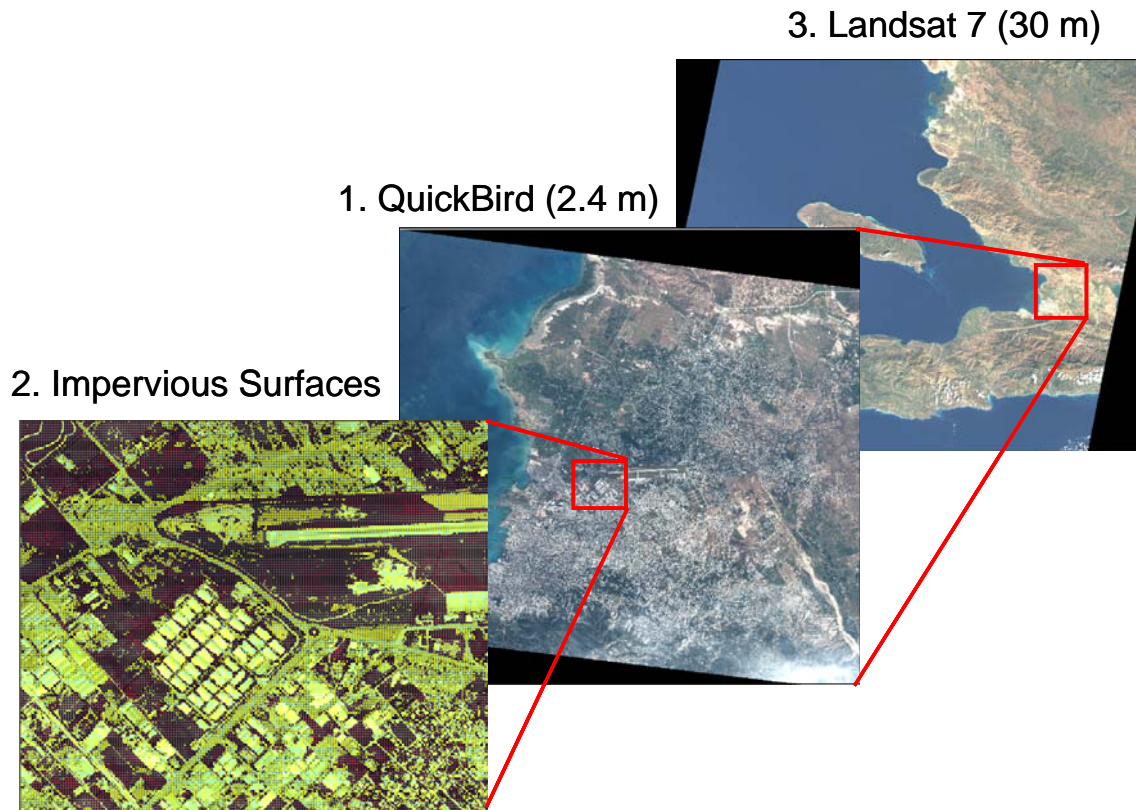 3. Landsat 7 (30 m)
1. QuickBird (2.4 m)
2. Impervious Surfaces